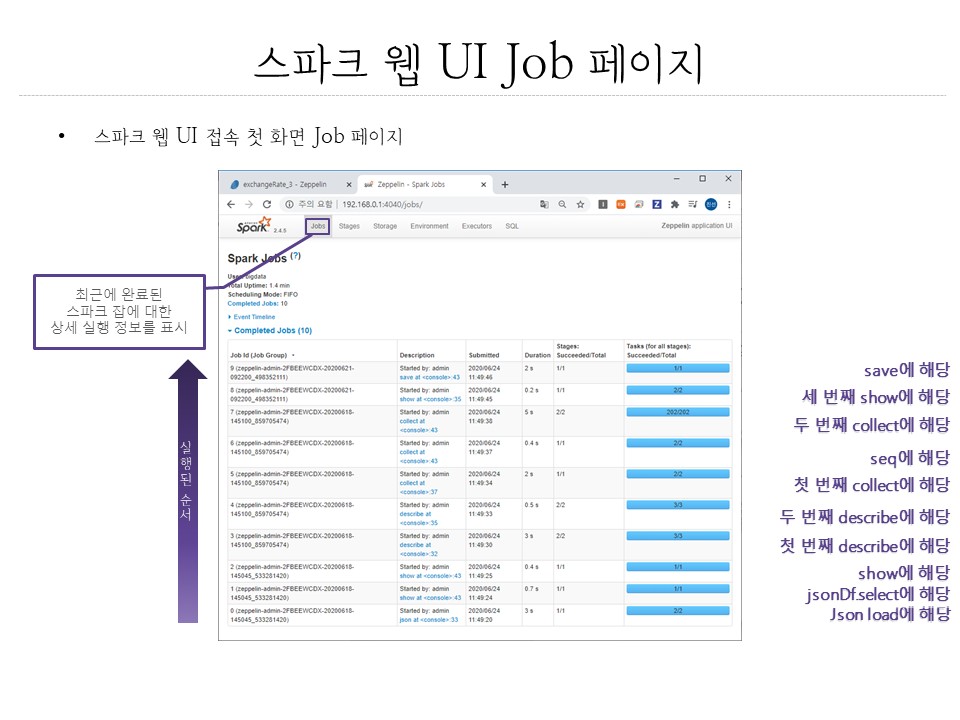 스파크 웹 UI Job 페이지
• 스파크 웹 UI 접속 첫 화면 Job 페이지
exchangeRate_3 - Zeppelin
Zeppelin - Spark Jobs
주의 요함 | 192.168.0.1:4040/jobs/
Spark 2.4.5
Jobs Stages Storage Environment Executors SQL
Zeppelin application UI
Spark Jobs (?)
User: bigdata
Total Uptime: 1.4 min
Scheduling Mode: FIFO
Completed Jobs: 10
Event Timeline
Completed Jobs (10)
Job Id (Job Group) Description Submitted Duration Stages: Succeeded/Total Tasks (for all stages): Succeeded/Total
9 (zeppelin-admin-2FBEEWCDX-20200621- Started by: admin 2020/06/24 2 s 1/1 1/1
092200_498352111) save at <console>:43 11:49:46
8 (zeppelin-admin-2FBEEWCDX-20200621- Started by: admin 2020/06/24 0.2 s 1/1 2/2
092200_498352111) show at <console>:35 11:49:45
7 (zeppelin-admin-2FBEEWCDX-20200618- Started by: admin 2020/06/24 5 s 2/2 202/202
145100_859705474) collect at 11:49:38
<console>:43
6 (zeppelin-admin-2FBEEWCDX-20200618- Started by: admin 2020/06/24 0.4 s 1/1 2/2
145100_859705474) collect at 11:49:37
<console>:43
5 (zeppelin-admin-2FBEEWCDX-20200618- Started by: admin 2020/06/24 2 s 1/1 2/2
145100_859705474) collect at 11:49:34
<console>:37
4 (zeppelin-admin-2FBEEWCDX-20200618- Started by: admin 2020/06/24 0.5 s 2/2 3/3
145100_859705474) describe at 11:49:33
<console>:35
3 (zeppelin-admin-2FBEEWCDX-20200618- Started by: admin 2020/06/24 3 s 2/2 3/3
145100_859705474) describe at 11:49:30
<console>:32
2 (zeppelin-admin-2FBEEWCDX-20200618- Started by: admin 2020/06/24 0.4 s 1/1 1/1
145045_533281420) show at <console>:43 11:49:25
1 (zeppelin-admin-2FBEEWCDX-20200618- Started by: admin 2020/06/24 0.7 s 1/1 1/1
145045_533281420) show at <console>:43 11:49:24
0 (zeppelin-admin-2FBEEWCDX-20200618- Started by: admin 2020/06/24 3 s 1/1 2/2
145045_533281420) json at <console>:33 11:49:20
최근에 완료된
스파크 잡에 대한
상세 실행 정보를 표시
실행된 순서
save에 해당
세 번째 show에 해당
두 번째 collect에 해당
seq에 해당
첫 번째 collect에 해당
두 번째 describe에 해당
첫 번째 describe에 해당
show에 해당
jsonDf.select에 해당
Json load에 해당